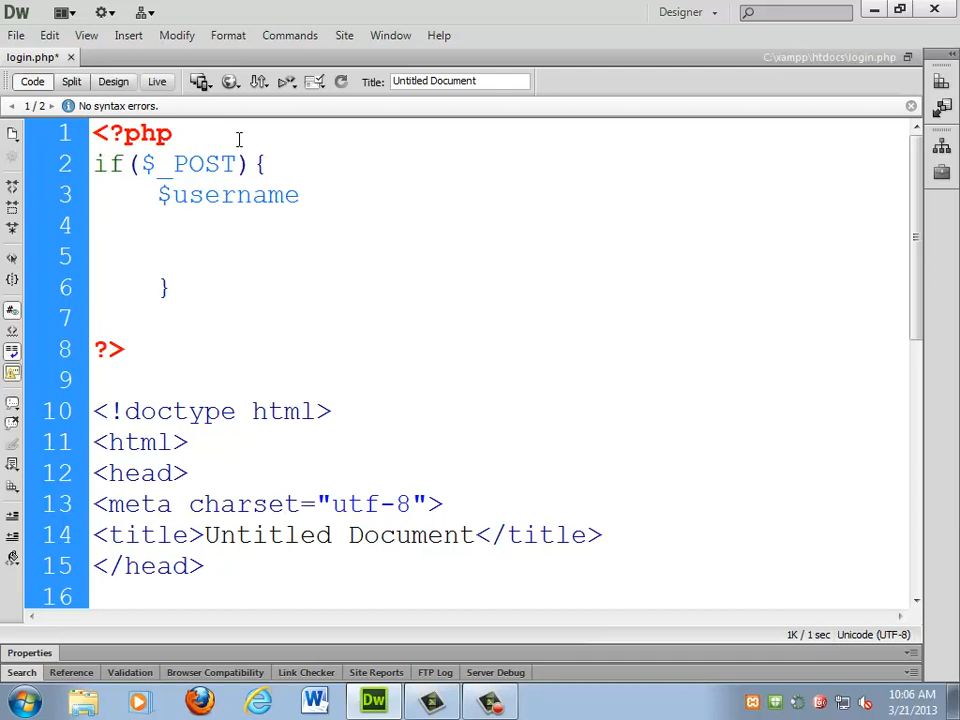 Dw
Designer
File Edit View Insert Modify Format Commands Site Window Help
login.php* ×
C:\xampp\htdocs\login.php
Code Split Design Live Title: Untitled Document
1 / 2 No syntax errors.
1 <?php
2 if($_POST){
3 $username
4
5
6 }
7
8 ?>
9
10 <!doctype html>
11 <html>
12 <head>
13 <meta charset="utf-8">
14 <title>Untitled Document</title>
15 </head>
16
1K / 1 sec Unicode (UTF-8)
Properties
Search Reference Validation Browser Compatibility Link Checker Site Reports FTP Log Server Debug
W Dw
10:06 AM
3/21/2013